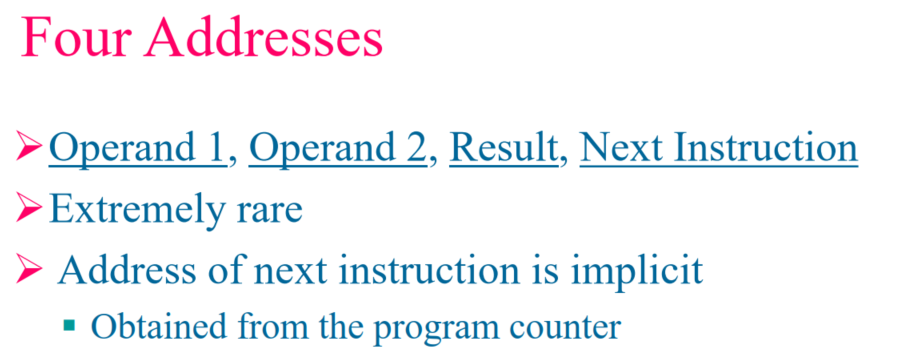 Four Addresses
Operand 1, Operand 2, Result, Next Instruction
Extremely rare
Address of next instruction is implicit
Obtained from the program counter